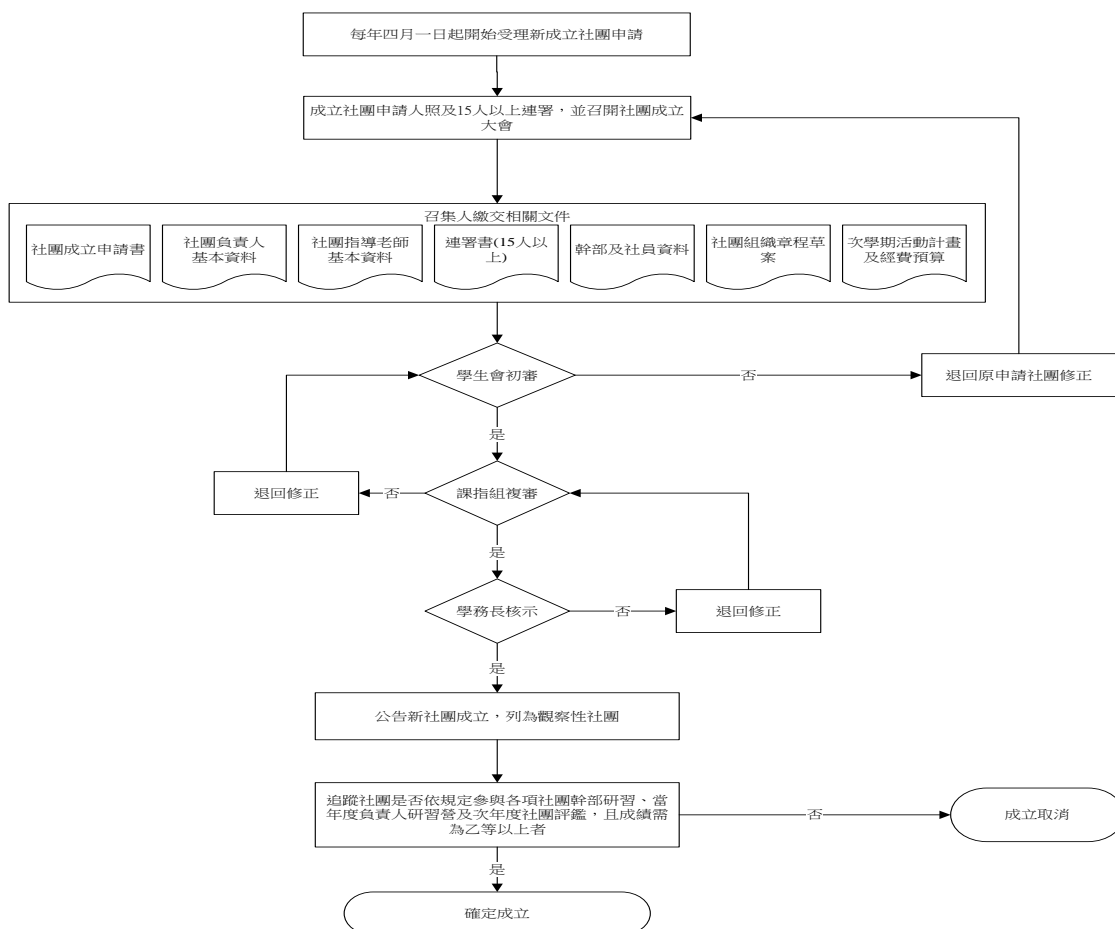 每年四月一日起開始受理新成立社團申請
成立社團申請人照及15人以上連署，並召開社團成立
大會
召集人繳交相關文件
社團成立申請書
社團負責人
基本資料
社團指導老師
基本資料
連署書(15人以
上)
幹部及社員資料
社團組織章程草
案
次學期活動計畫
及經費預算
學生會初審
否
退回原申請社團修正
是
退回修正
否
課指組複審
是
學務長核示
否
退回修正
是
公告新社團成立，列為觀察性社團
追蹤社團是否依規定參與各項社團幹部研習、當
年度負責人研習營及次年度社團評鑑，且成績需
為乙等以上者
否
成立取消
是
確定成立